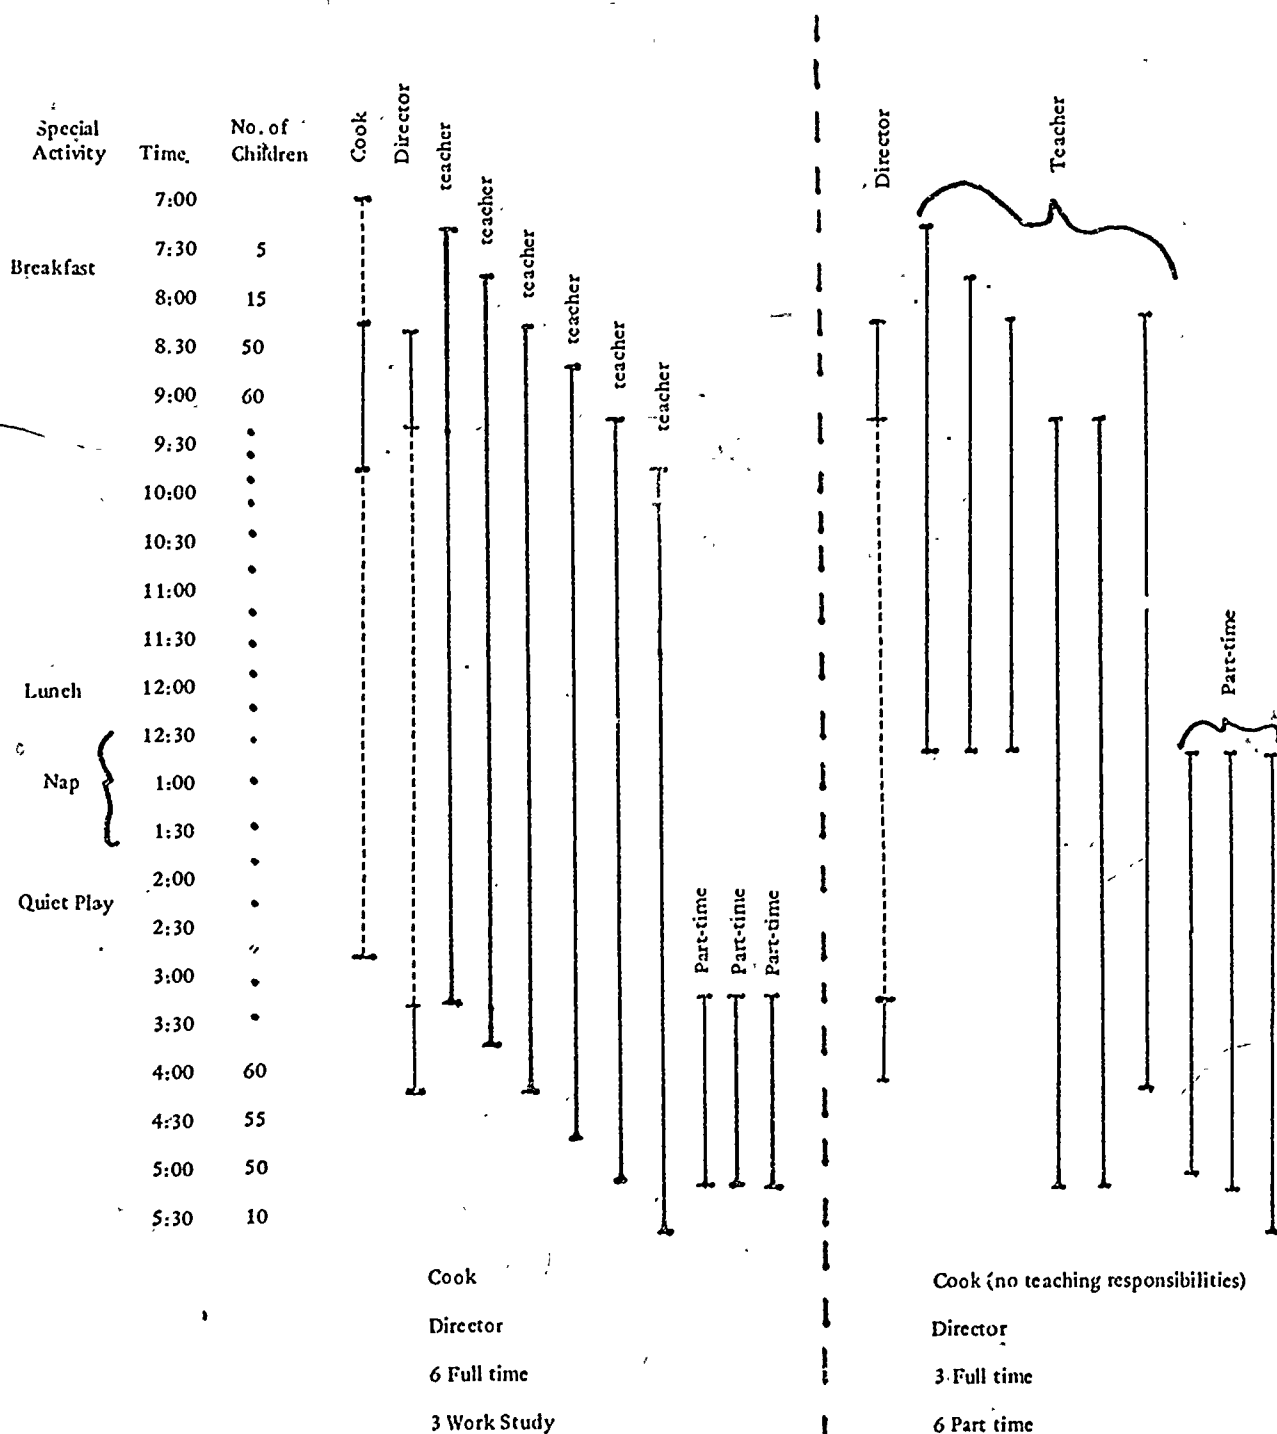 Special
Activity
Time.
No. of
Children
Cook
Director
teacher
teacher
teacher
teacher
teacher
teacher
Director
Teacher
7:00
7:30 5
Breakfast
8:00 15
8.30 50
9:00 60
9:30
10:00
10:30
11:00
11:30
Part-time
Lunch 12:00
12:30
Nap 1:00
1:30
2:00
Quiet Play
2:30
Part-time
Part-time
Part-time
3:00
3:30
4:00 60
4:30 55
5:00 50
5:30 10
Cook
Director
6 Full time
3 Work Study
Cook (no teaching responsibilities)
Director
3 Full time
6 Part time